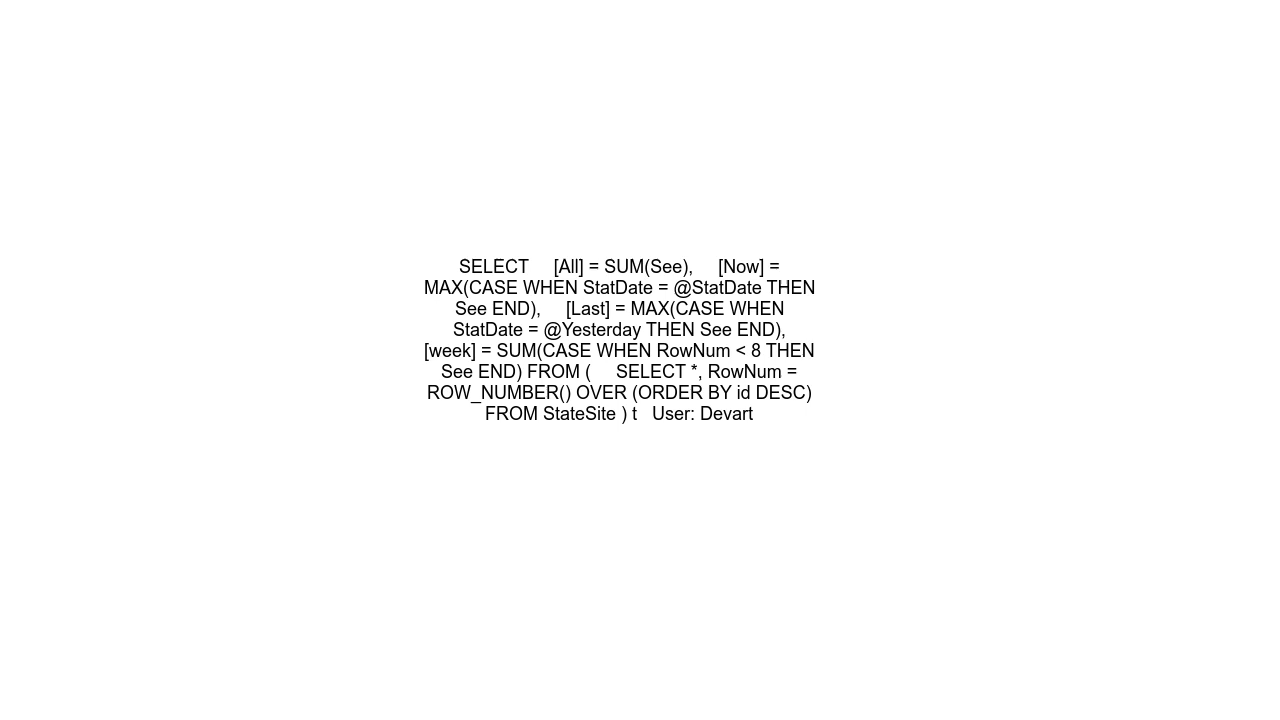 SELECT     [All] = SUM(See),     [Now] =
MAX(CASE WHEN StatDate = @StatDate THEN
See END),     [Last] = MAX(CASE WHEN
StatDate = @Yesterday THEN See END),
[week] = SUM(CASE WHEN RowNum < 8 THEN
See END) FROM (     SELECT *, RowNum =
ROW_NUMBER() OVER (ORDER BY id DESC)
FROM StateSite ) t   User: Devart